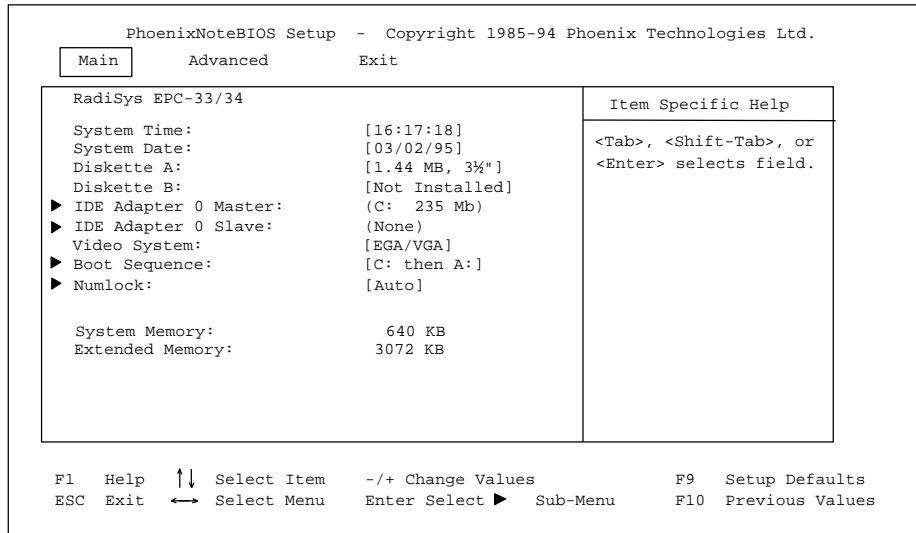 PhoenixNoteBIOS Setup - Copyright 1985-94 Phoenix Technologies Ltd.
Main Advanced Exit
RadiSys EPC-33/34
Item Specific Help
System Time: [16:17:18]
System Date: [03/02/95]
Diskette A: [1.44 MB, 3½"]
Diskette B: [Not Installed]
▶ IDE Adapter 0 Master: (C: 235 Mb)
▶ IDE Adapter 0 Slave: (None)
Video System: [EGA/VGA]
▶ Boot Sequence: [C: then A:]
▶ Numlock: [Auto]
System Memory: 640 KB
Extended Memory: 3072 KB
<Tab>, <Shift-Tab>, or
<Enter> selects field.
F1 Help ↑↓ Select Item -/+ Change Values F9 Setup Defaults
ESC Exit ↔ Select Menu Enter Select ▶ Sub-Menu F10 Previous Values